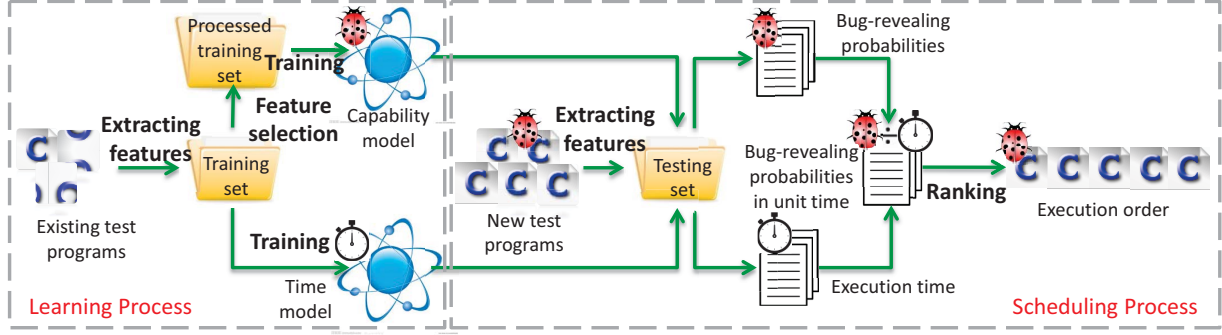 Processed
training
set
Training
Capability
model
Feature
selection
Extracting
features
Training
set
C
Existing test
programs
Training
Time
model
Learning Process
C C
C C C
New test
programs
Extracting
features
Testing
set
Bug-revealing
probabilities
Bug-revealing
probabilities
in unit time
÷
Execution time
Ranking
C C C C C
Execution order
Scheduling Process